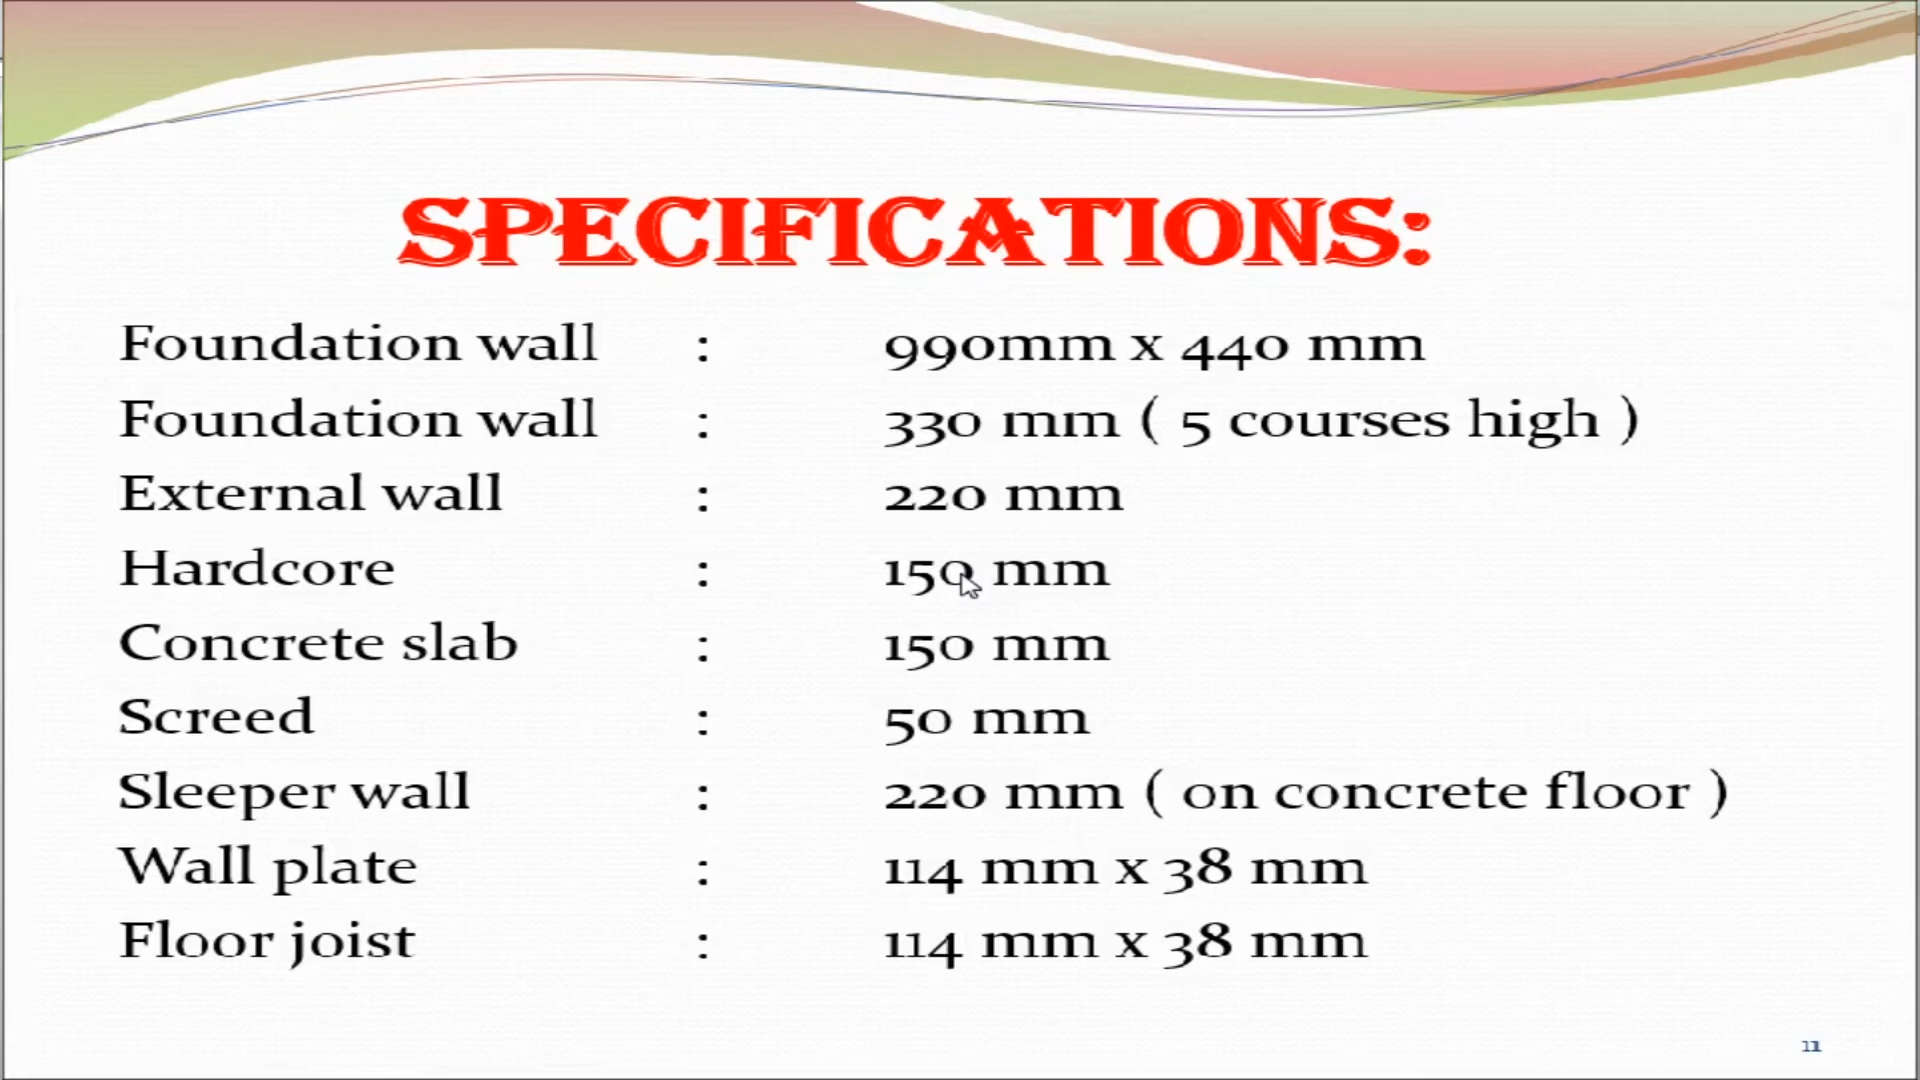 SPECIFICATIONS:
Foundation wall : 990mm x 440 mm
Foundation wall : 330 mm ( 5 courses high )
External wall : 220 mm
Hardcore : 150 mm
Concrete slab : 150 mm
Screed : 50 mm
Sleeper wall : 220 mm ( on concrete floor )
Wall plate : 114 mm x 38 mm
Floor joist : 114 mm x 38 mm
11